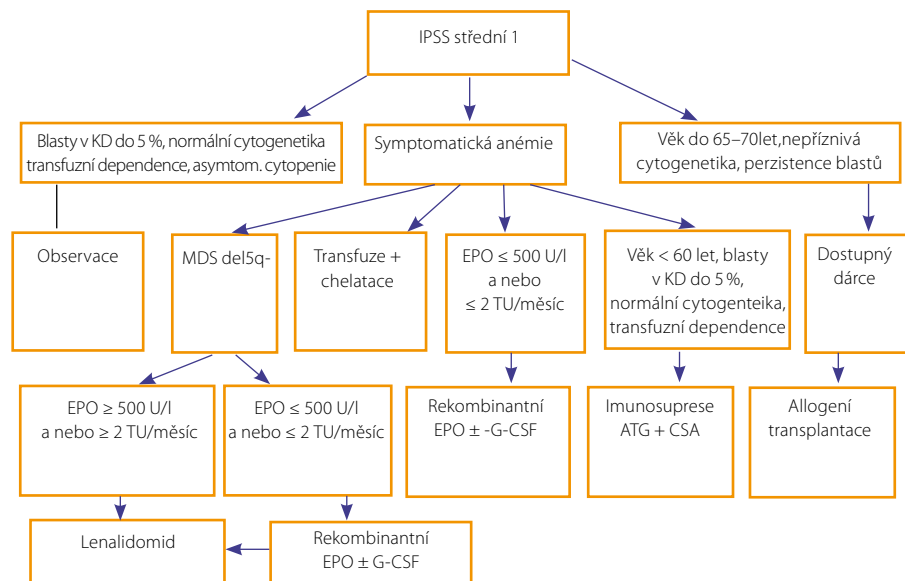 IPSS střední 1
Blasty v KD do 5 %, normální cytogenetika
transfuzní dependence, asymtom. cytopenie
Symptomatická anémie
Věk do 65–70let,nepříznivá
cytogenetika, perzistence blastů
Observace
MDS del5q-
Transfuze +
chelatace
EPO ≤ 500 U/l
a nebo
≤ 2 TU/měsíc
Věk < 60 let, blasty
v KD do 5 %,
normální cytogenteika,
transfuzní dependence
Dostupný
dárce
EPO ≥ 500 U/l
a nebo ≥ 2 TU/měsíc
EPO ≤ 500 U/l
a nebo ≤ 2 TU/měsíc
Rekombinantní
EPO ± -G-CSF
Imunosuprese
ATG + CSA
Allogení
transplantace
Lenalidomid
Rekombinantní
EPO ± G-CSF